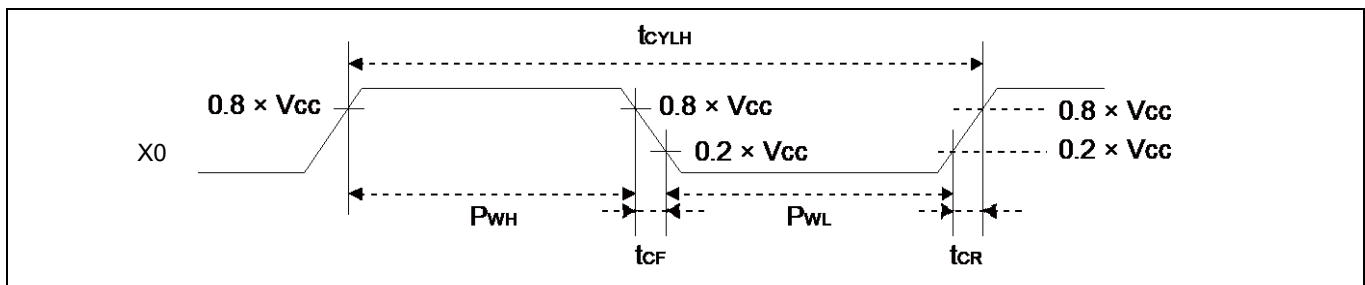 tCYLH
0.8 × Vcc
0.8 × Vcc
0.8 × Vcc
X0
0.2 × Vcc
0.2 × Vcc
PWH
PWL
tCF
tCR